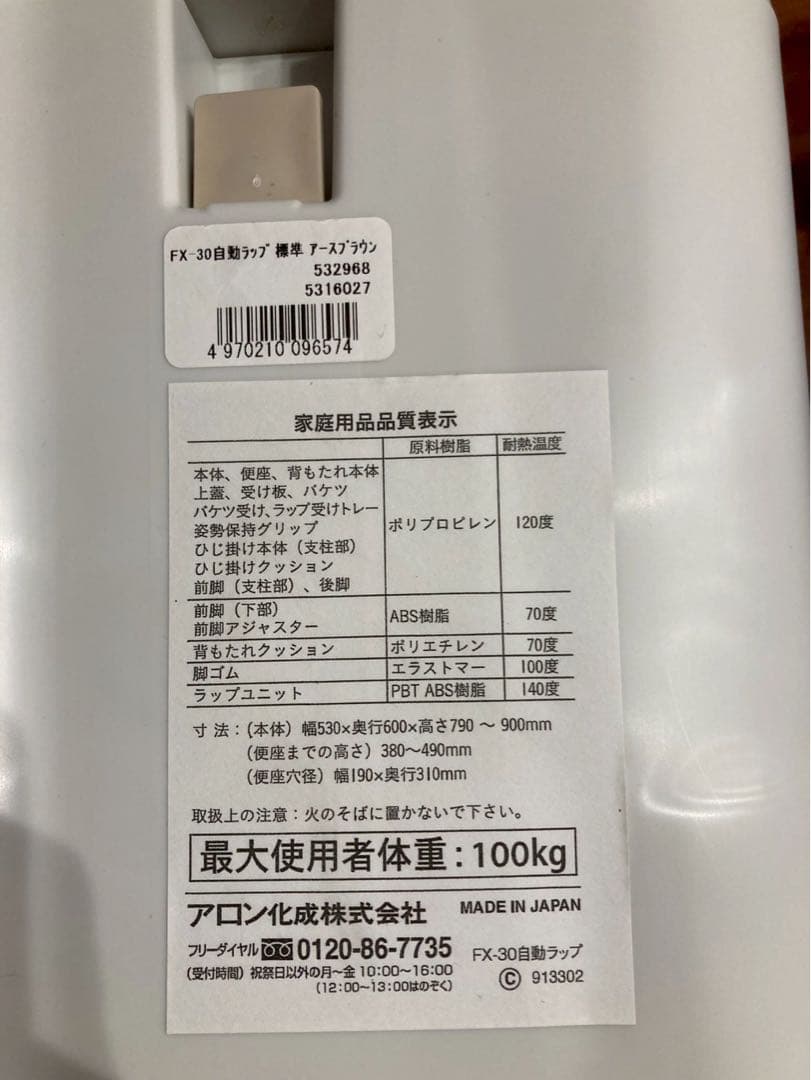 FX-30自動ﾗｯﾌﾟ 標準 ｱｰｽﾌﾞﾗｳﾝ
532968
5316027
4 970210 096574
家庭用品品質表示
原料樹脂 耐熱温度
本体、便座、背もたれ本体
上蓋、受け板、バケツ
バケツ受け、ラップ受けトレー
姿勢保持グリップ
ひじ掛け本体（支柱部）
ひじ掛けクッション
前脚（支柱部）、後脚
ポリプロピレン 120度
前脚（下部）
前脚アジャスター
ABS樹脂 70度
背もたれクッション ポリエチレン 70度
脚ゴム エラストマー 100度
ラップユニット PBT ABS樹脂 140度
寸 法：（本体）幅530×奥行600×高さ790 ～ 900mm
（便座までの高さ）380～490mm
（便座穴径）幅190×奥行310mm
取扱上の注意：火のそばに置かないで下さい。
最大使用者体重：100kg
アロン化成株式会社 MADE IN JAPAN
フリーダイヤル 0120-86-7735
（受付時間）祝祭日以外の月～金 10:00～16:00
（12:00～13:00はのぞく）
FX-30自動ラップ
Ⓒ 913302